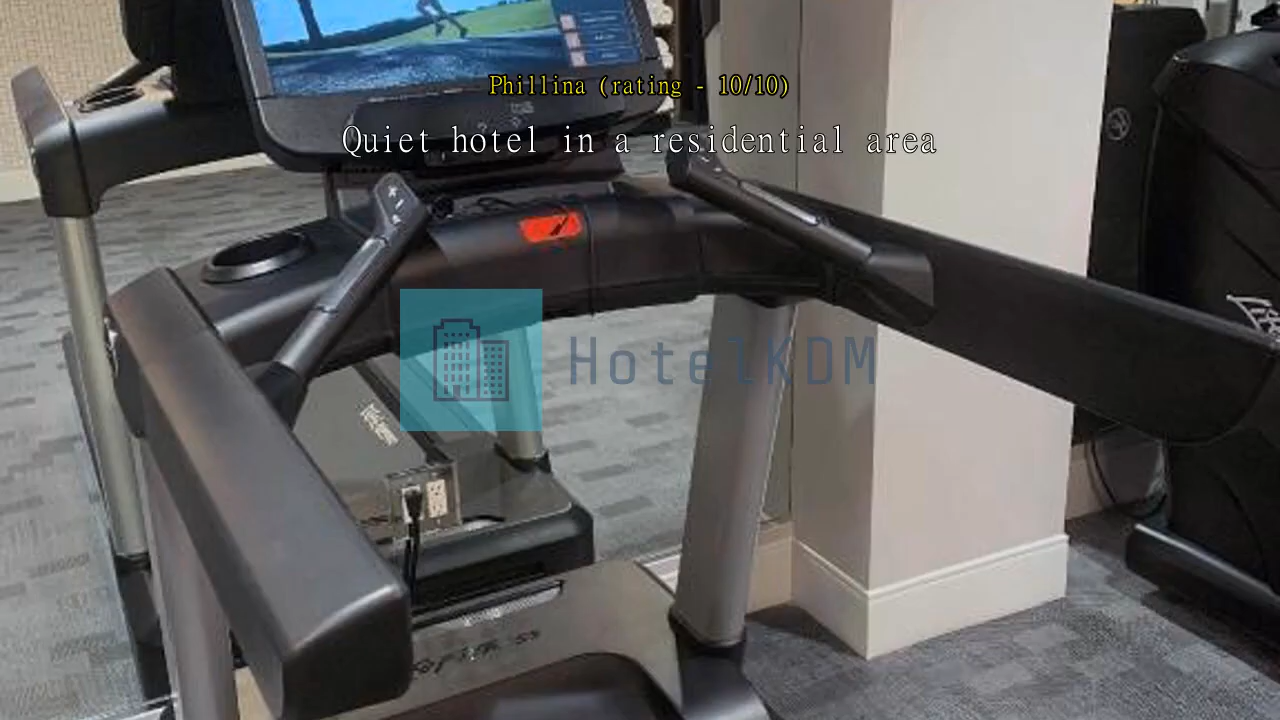 Phillina (rating - 10/10)
Quiet hotel in a residential area
HotelKDM